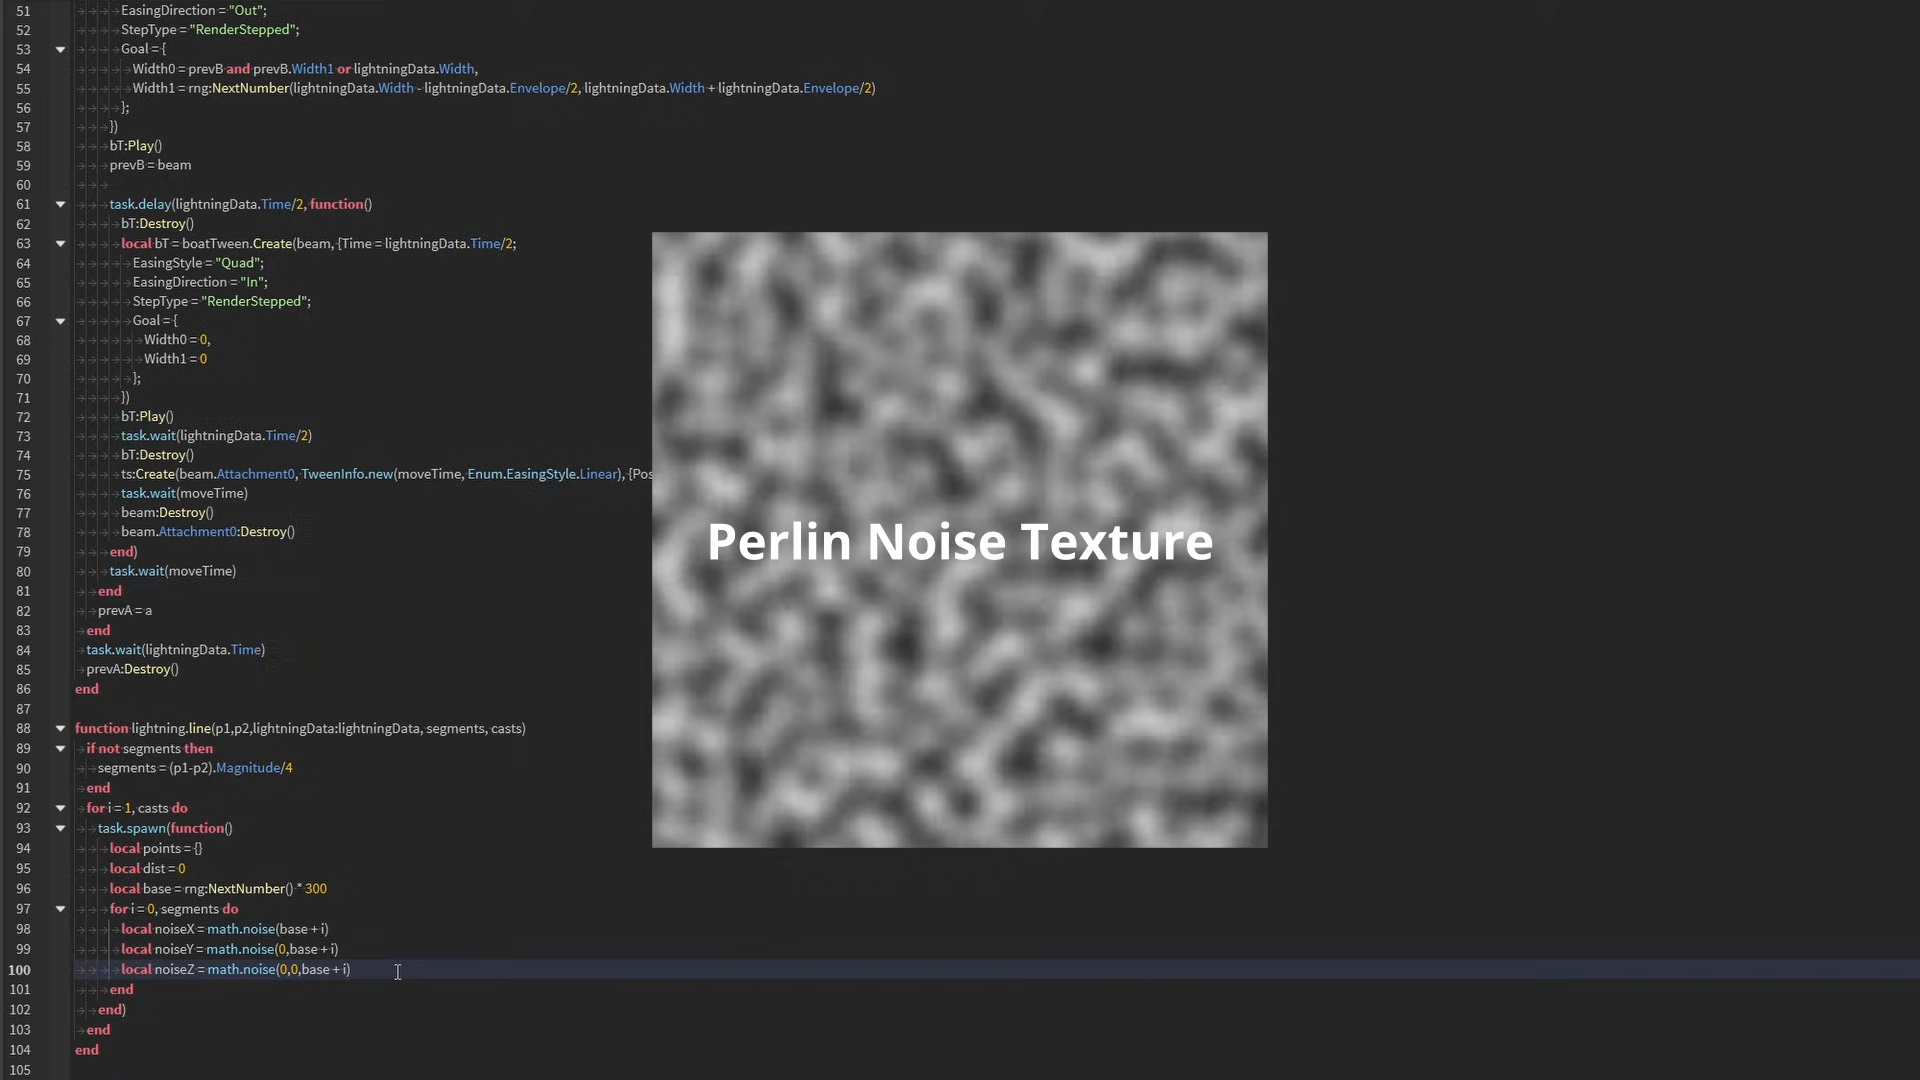 51 EasingDirection = "Out";
52 StepType = "RenderStepped";
53 Goal = {
54 Width0 = prevB and prevB.Width1 or lightningData.Width,
55 Width1 = rng:NextNumber(lightningData.Width - lightningData.Envelope/2, lightningData.Width + lightningData.Envelope/2)
56 };
57 })
58 bT:Play()
59 prevB = beam
60
61 task.delay(lightningData.Time/2, function()
62 bT:Destroy()
63 local bT = boatTween.Create(beam, {Time = lightningData.Time/2;
64 EasingStyle = "Quad";
65 EasingDirection = "In";
66 StepType = "RenderStepped";
67 Goal = {
68 Width0 = 0,
69 Width1 = 0
70 };
71 })
72 bT:Play()
73 task.wait(lightningData.Time/2)
74 bT:Destroy()
75 ts:Create(beam.Attachment0, TweenInfo.new(moveTime, Enum.EasingStyle.Linear), {Pos
76 task.wait(moveTime)
77 beam:Destroy()
78 beam.Attachment0:Destroy()
79 end)
80 task.wait(moveTime)
81 end
82 prevA = a
83 end
84 task.wait(lightningData.Time)
85 prevA:Destroy()
86 end
87
88 function lightning.line(p1,p2,lightningData:lightningData, segments, casts)
89 if not segments then
90 segments = (p1-p2).Magnitude/4
91 end
92 for i = 1, casts do
93 task.spawn(function()
94 local points = {}
95 local dist = 0
96 local base = rng:NextNumber() * 300
97 for i = 0, segments do
98 local noiseX = math.noise(base + i)
99 local noiseY = math.noise(0,base + i)
100 local noiseZ = math.noise(0,0,base + i)
101 end
102 end)
103 end
104 end
105
Perlin Noise Texture